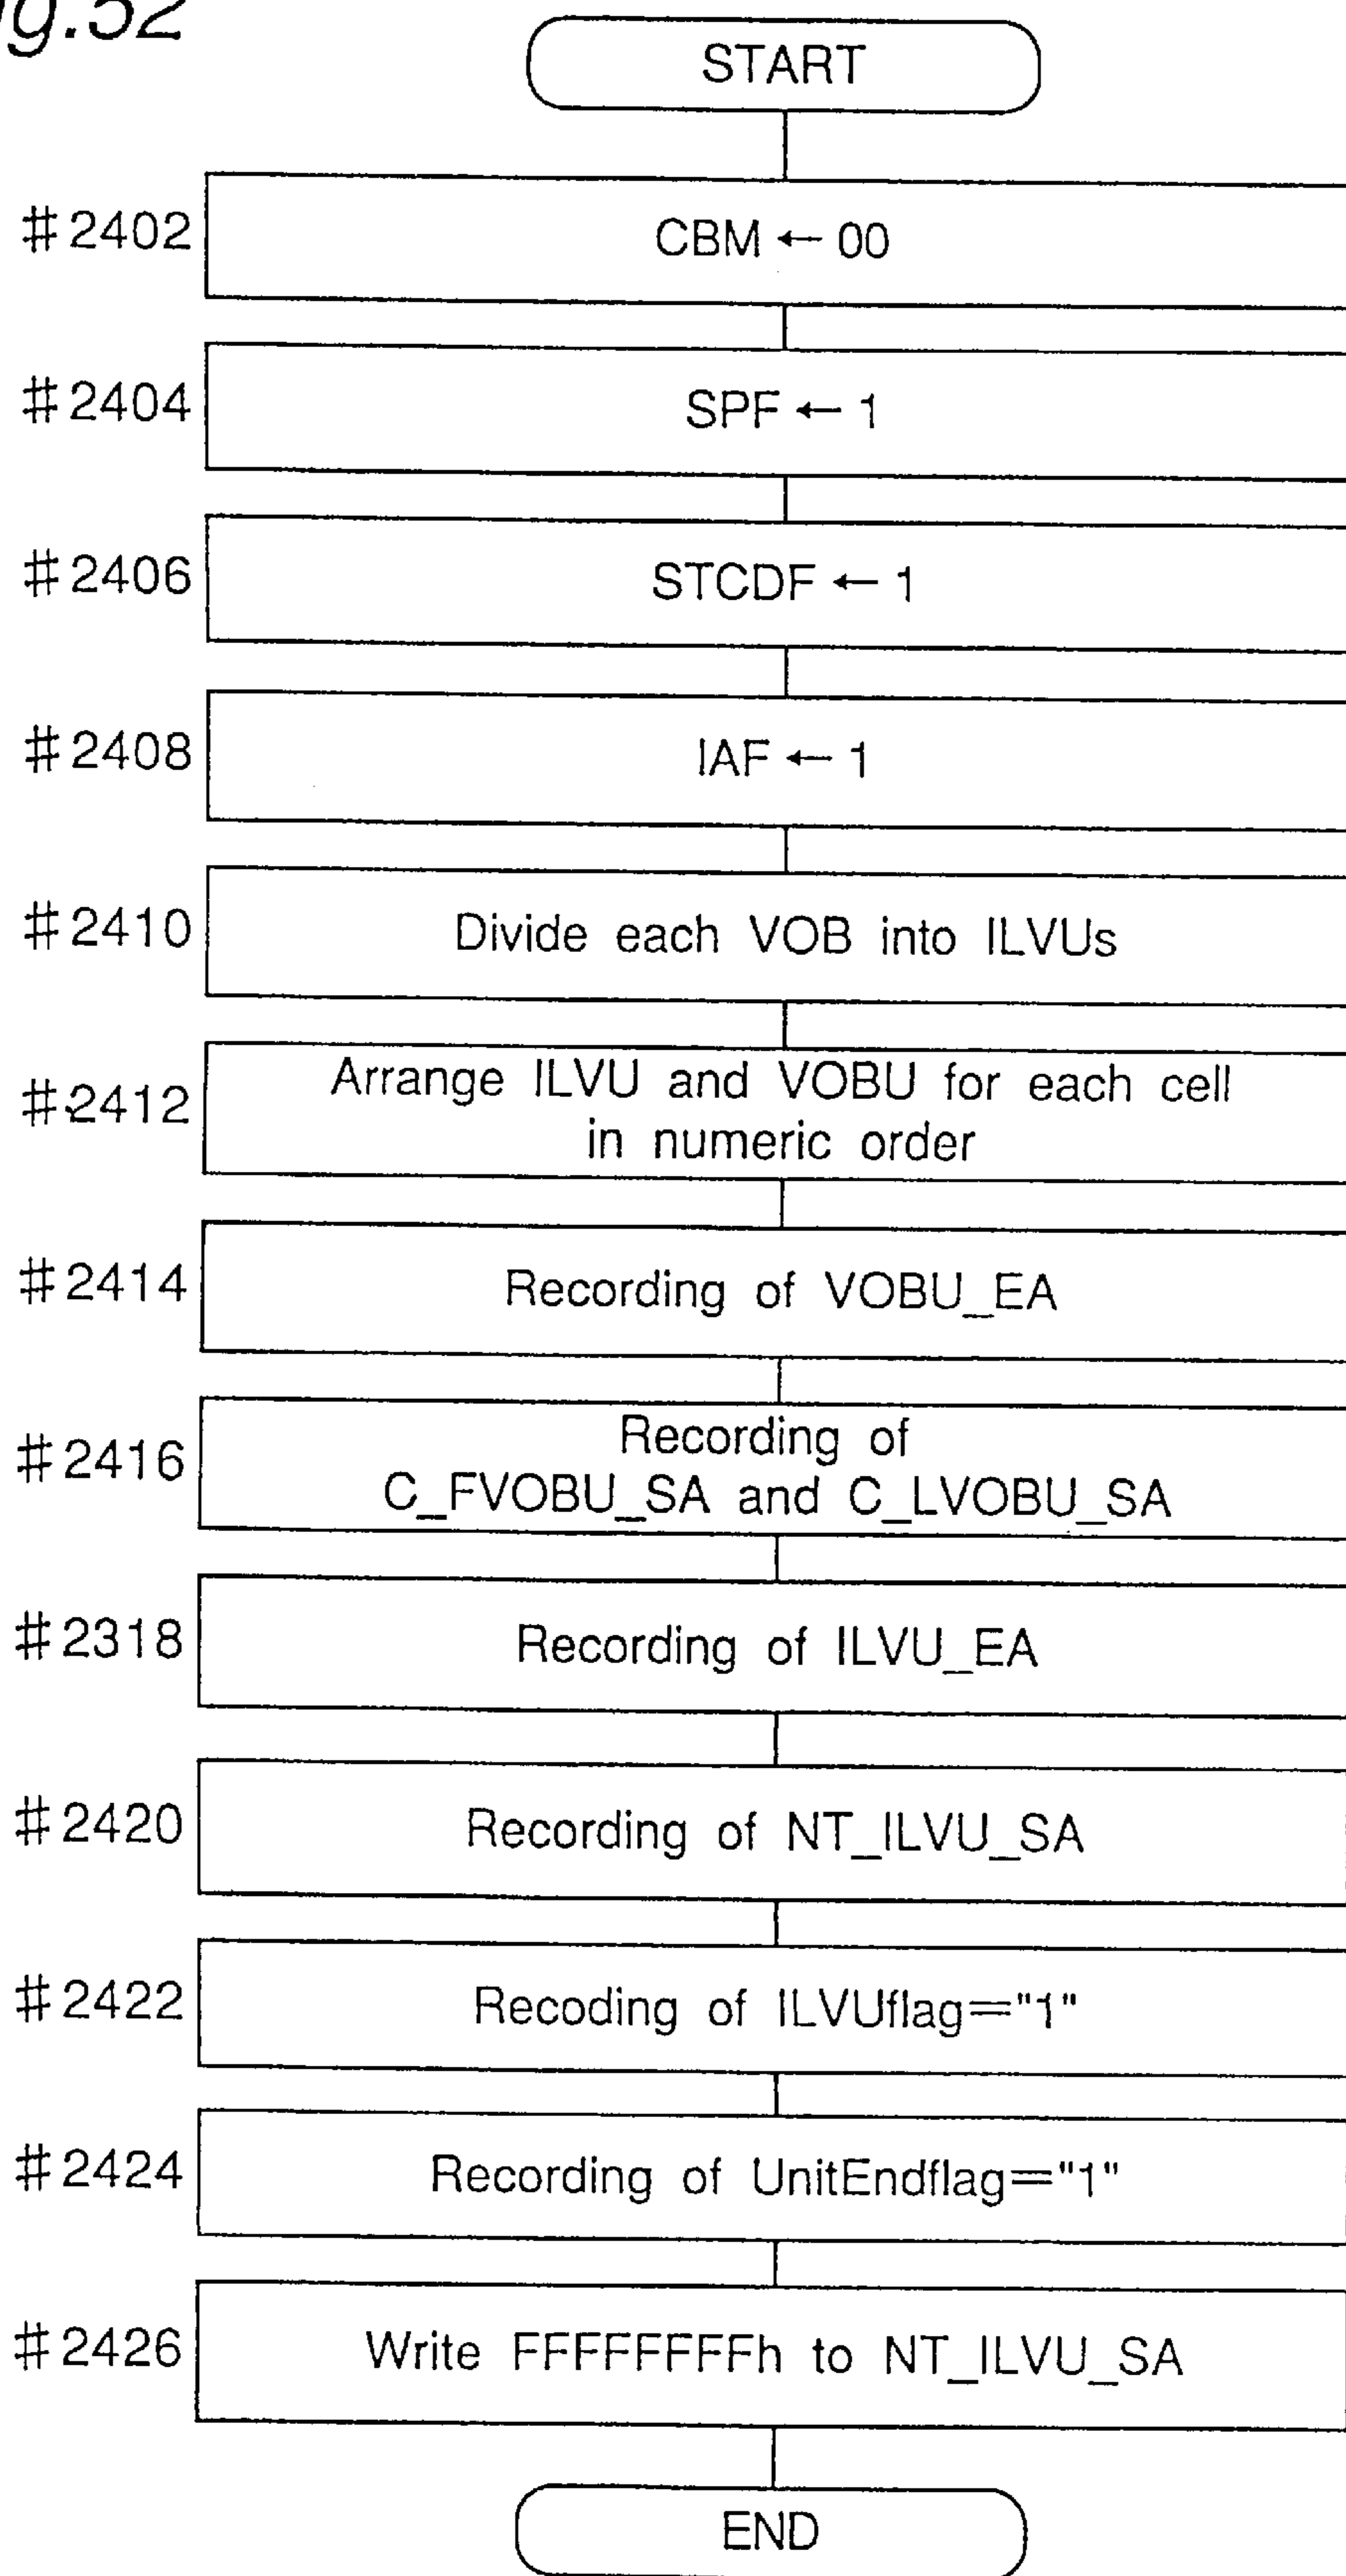 g.52
START
#2402
CBM ← 00
#2404
SPF ← 1
#2406
STCDF ← 1
#2408
IAF ← 1
#2410
Divide each VOB into ILVUs
#2412
Arrange ILVU and VOBU for each cell
in numeric order
#2414
Recording of VOBU_EA
#2416
Recording of
C_FVOBU_SA and C_LVOBU_SA
#2318
Recording of ILVU_EA
#2420
Recording of NT_ILVU_SA
#2422
Recoding of ILVUflag="1"
#2424
Recording of UnitEndflag="1"
#2426
Write FFFFFFFFh to NT_ILVU_SA
END